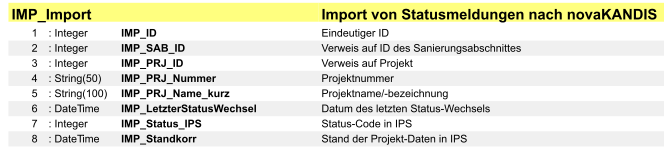 IMP_Import Import von Statusmeldungen nach novaKANDIS
1 : Integer IMP_ID Eindeutiger ID
2 : Integer IMP_SAB_ID Verweis auf ID des Sanierungsabschnittes
3 : Integer IMP_PRJ_ID Verweis auf Projekt
4 : String(50) IMP_PRJ_Nummer Projektnummer
5 : String(100) IMP_PRJ_Name_kurz Projektname/-bezeichnung
6 : DateTime IMP_LetzterStatusWechsel Datum des letzten Status-Wechsels
7 : Integer IMP_Status_IPS Status-Code in IPS
8 : DateTime IMP_Standkorr Stand der Projekt-Daten in IPS